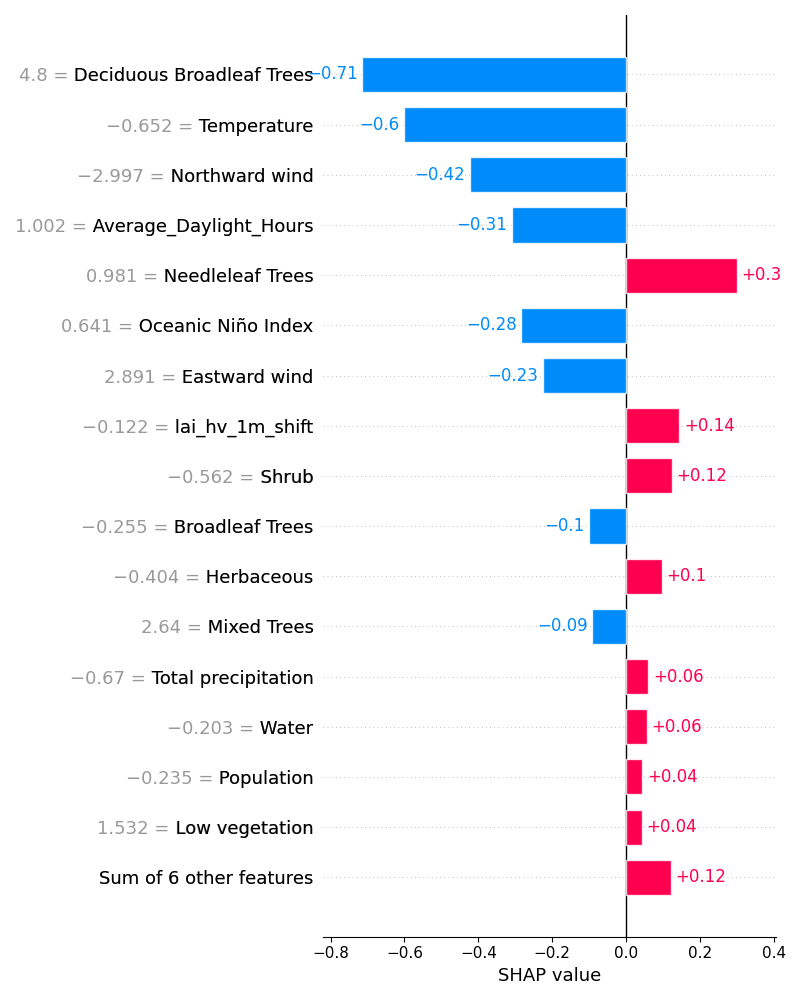 4.8 = Deciduous Broadleaf Trees −0.71
−0.652 = Temperature −0.6
−2.997 = Northward wind −0.42
1.002 = Average_Daylight_Hours −0.31
0.981 = Needleleaf Trees +0.3
0.641 = Oceanic Niño Index −0.28
2.891 = Eastward wind −0.23
−0.122 = lai_hv_1m_shift +0.14
−0.562 = Shrub +0.12
−0.255 = Broadleaf Trees −0.1
−0.404 = Herbaceous +0.1
2.64 = Mixed Trees −0.09
−0.67 = Total precipitation +0.06
−0.203 = Water +0.06
−0.235 = Population +0.04
1.532 = Low vegetation +0.04
Sum of 6 other features +0.12
−0.8 −0.6 −0.4 −0.2 0.0 0.2 0.4
SHAP value